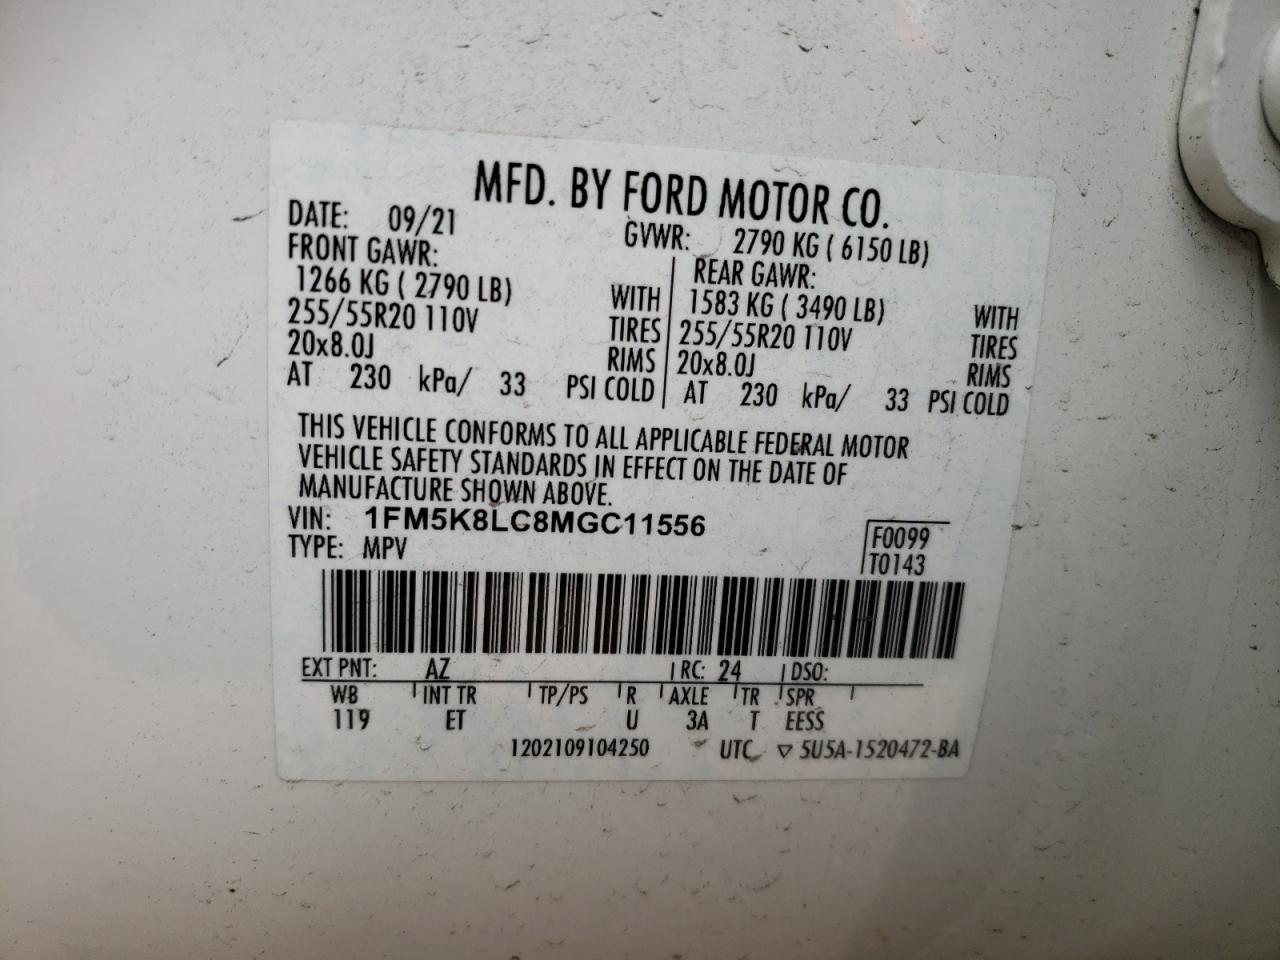 MFD. BY FORD MOTOR CO.
DATE: 09/21 GVWR: 2790 KG ( 6150 LB)
FRONT GAWR: REAR GAWR:
1266 KG ( 2790 LB) WITH 1583 KG ( 3490 LB) WITH
255/55R20 110V TIRES 255/55R20 110V TIRES
20x8.0J RIMS 20x8.0J RIMS
AT 230 kPa/ 33 PSI COLD AT 230 kPa/ 33 PSI COLD
THIS VEHICLE CONFORMS TO ALL APPLICABLE FEDERAL MOTOR
VEHICLE SAFETY STANDARDS IN EFFECT ON THE DATE OF
MANUFACTURE SHOWN ABOVE.
VIN: 1FM5K8LC8MGC11556 F0099
TYPE: MPV T0143
EXT PNT: AZ RC: 24 DSO:
WB INT TR TP/PS R AXLE TR SPR
119 ET U 3A T EESS
1202109104250 UTC ▽ 5U5A-1520472-BA